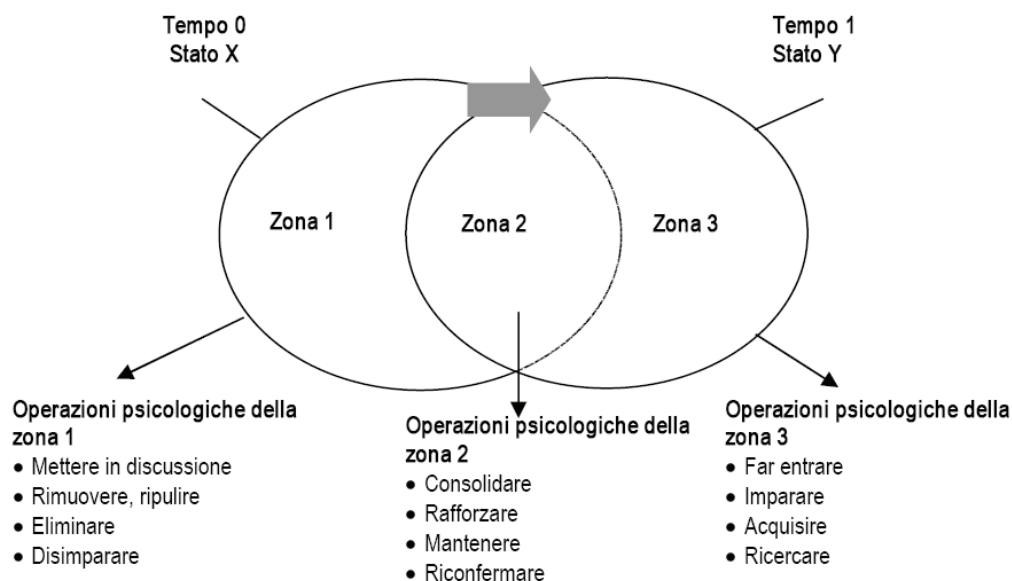 Tempo 0
Stato X
Tempo 1
Stato Y
Zona 1
Zona 2
Zona 3
Operazioni psicologiche della
zona 1
• Mettere in discussione
• Rimuovere, ripulire
• Eliminare
• Disimparare
Operazioni psicologiche della
zona 2
• Consolidare
• Rafforzare
• Mantenere
• Riconfermare
Operazioni psicologiche della
zona 3
• Far entrare
• Imparare
• Acquisire
• Ricercare